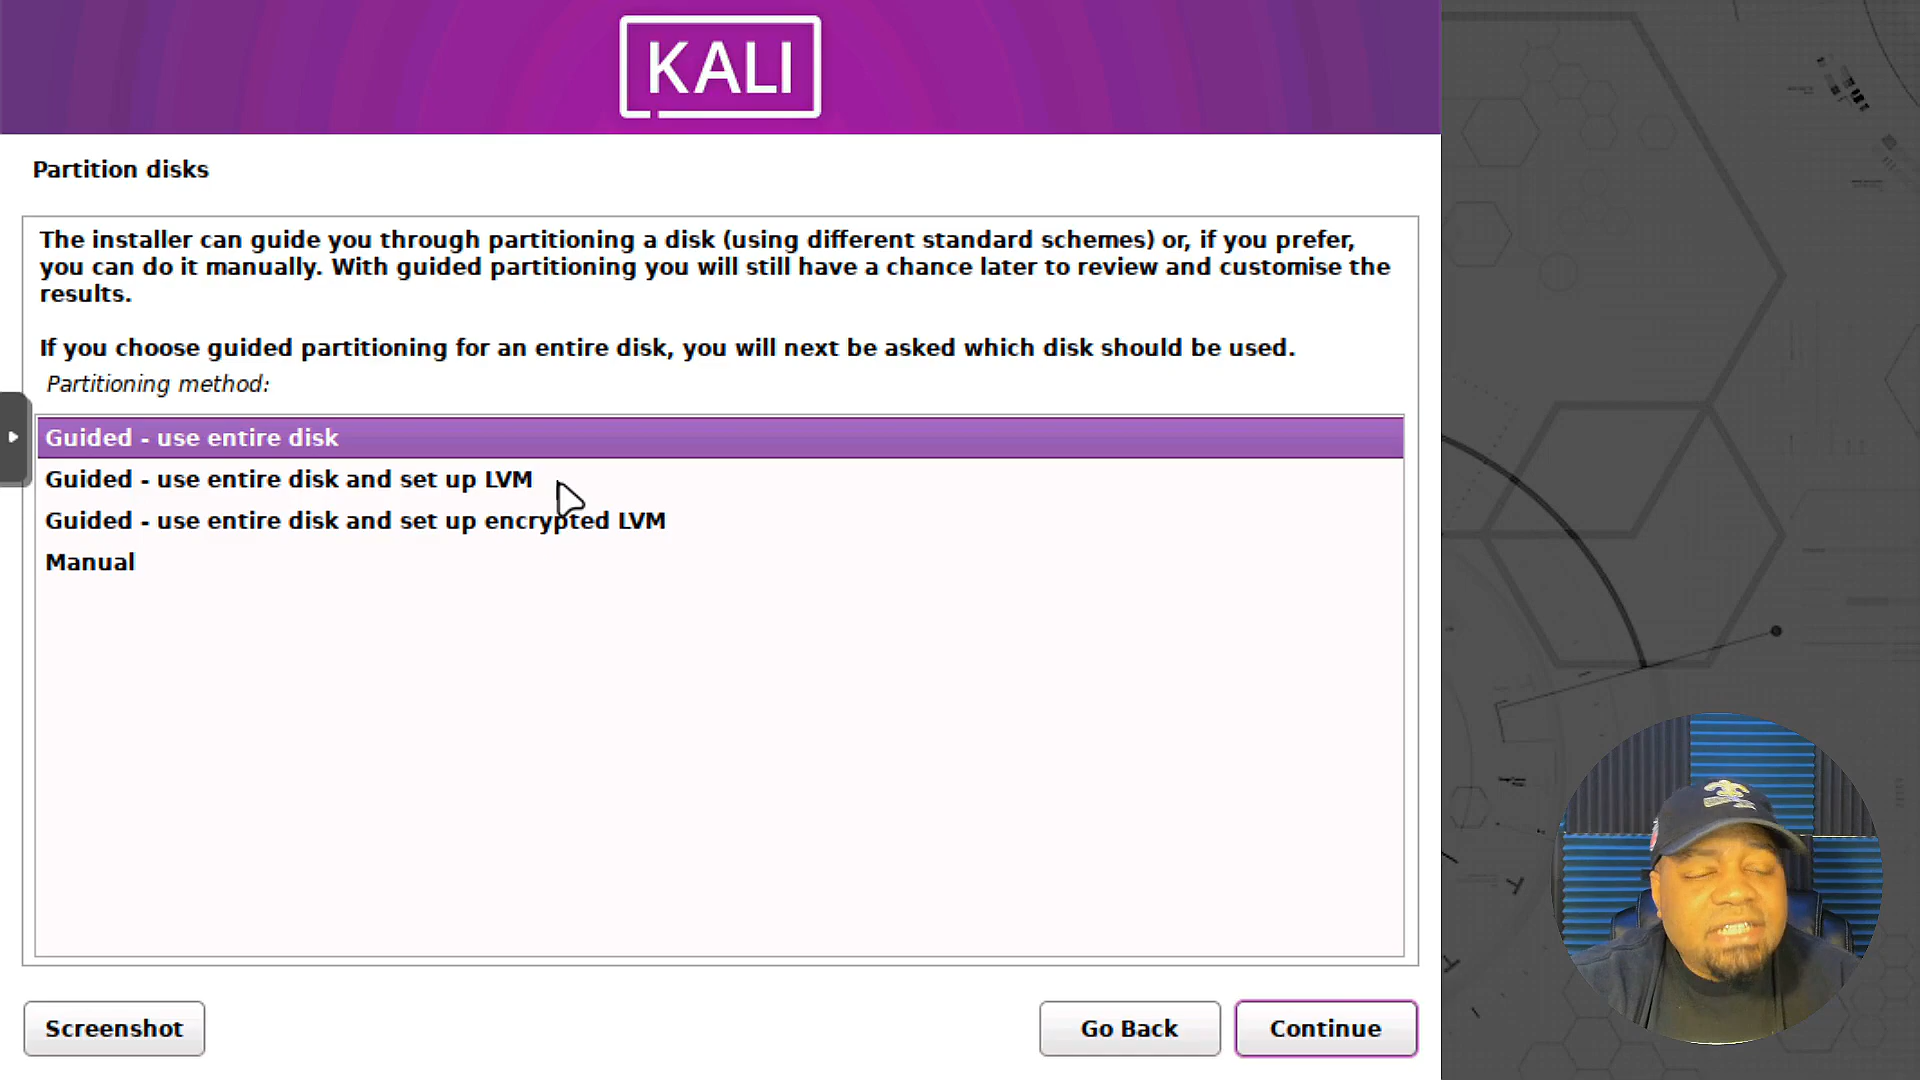 KALI
Partition disks
The installer can guide you through partitioning a disk (using different standard schemes) or, if you prefer,
you can do it manually. With guided partitioning you will still have a chance later to review and customise the
results.
If you choose guided partitioning for an entire disk, you will next be asked which disk should be used.
Partitioning method:
Guided - use entire disk
Guided - use entire disk and set up LVM
Guided - use entire disk and set up encrypted LVM
Manual
Screenshot
Go Back
Continue